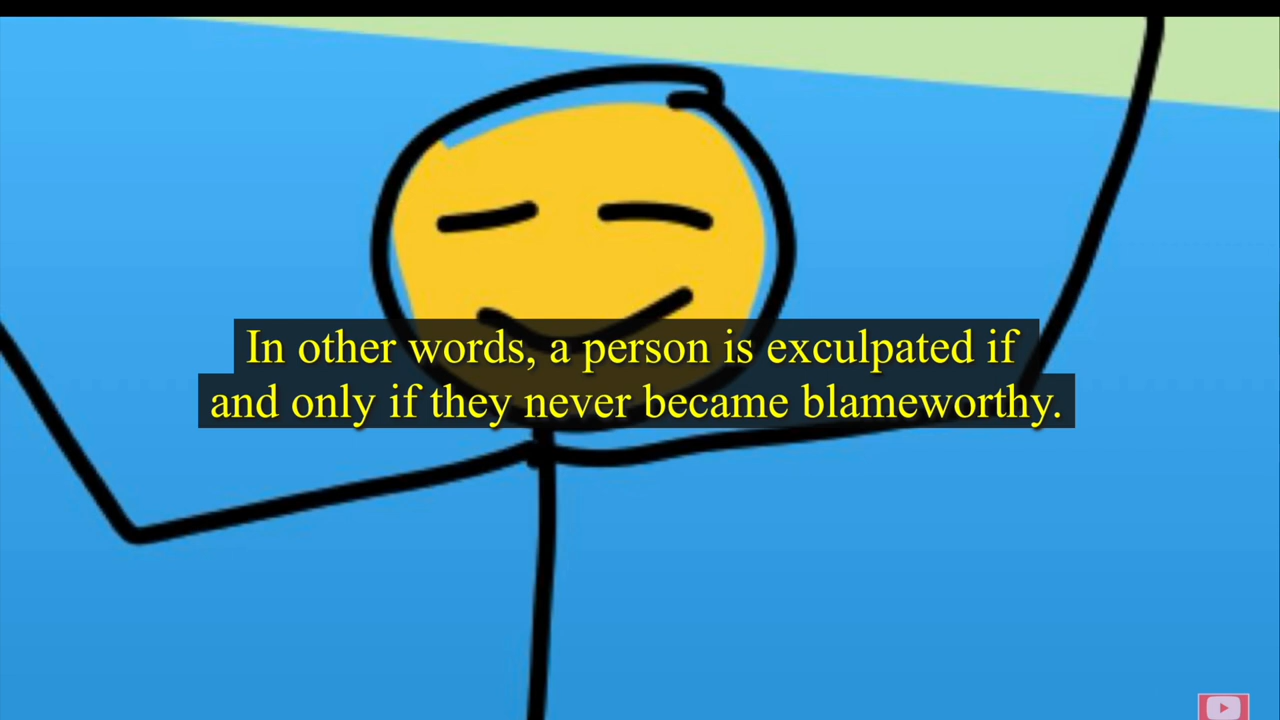 In other words, a person is exculpated if
and only if they never became blameworthy.